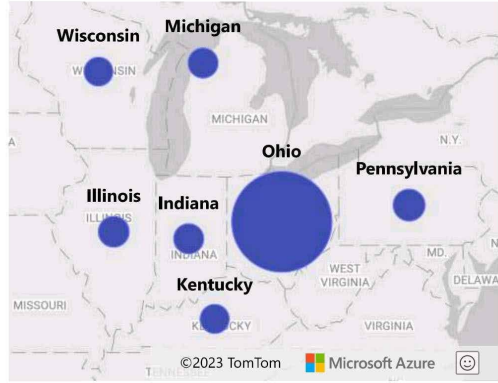 Michigan
Wisconsin
MICHIGAN
N.Y.
Ohio
Pennsylvania
Illinois
Indiana
INDIANA
MD.
WEST
VIRGINIA
DELAWA
Kentucky
MISSOURI
VIRGINIA
©2023 TomTom
Microsoft Azure